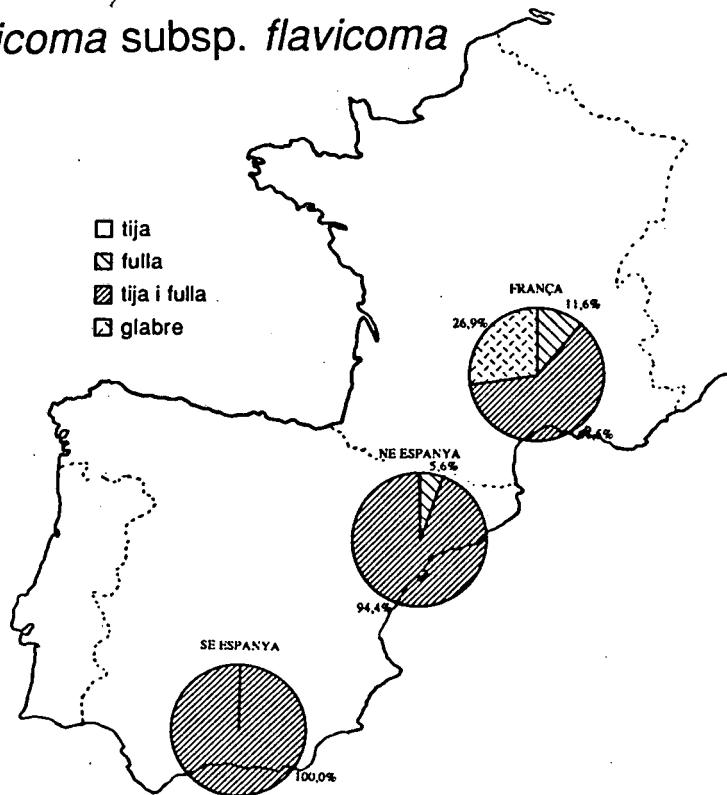 icoma subsp. flavicoma
tija
fulla
tija i fulla
glabre
FRANÇA
11,6%
26,9%
NE ESPANYA
5,6%
94,4%
SE ESPANYA
100,0%